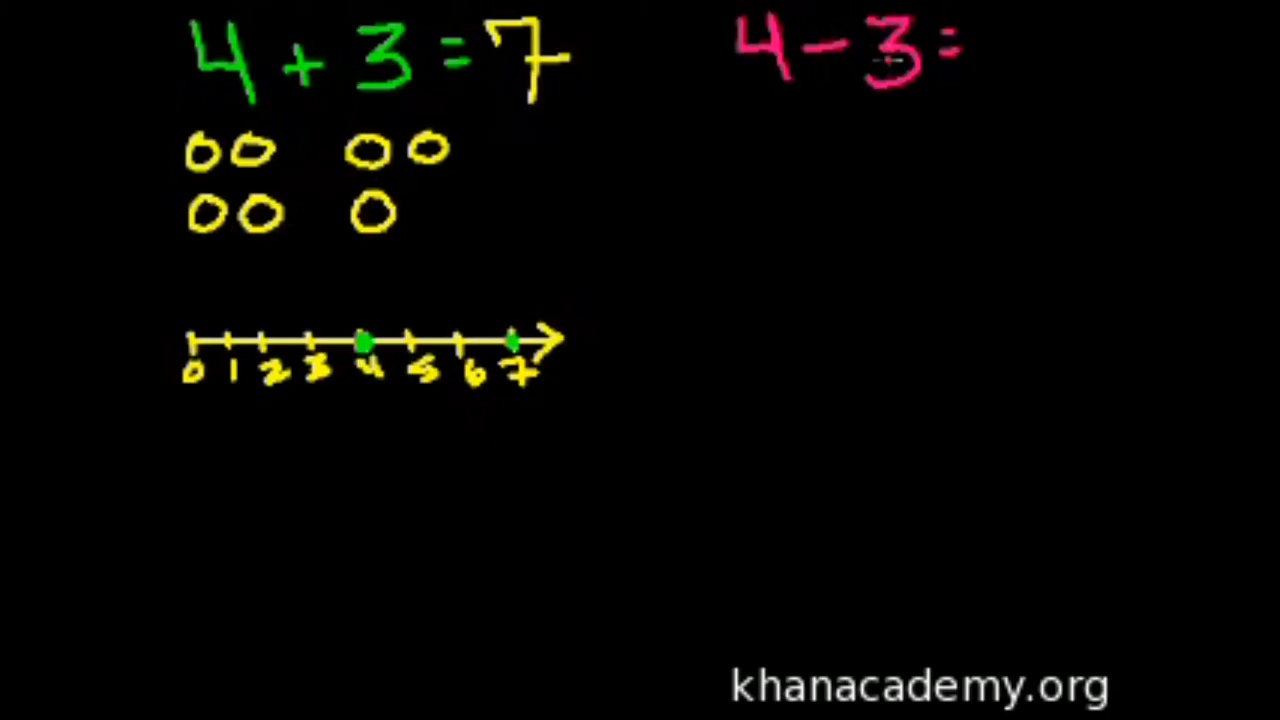 4 + 3 = 7
4 - 3 =
0 1 2 3 4 5 6 7
khanacademy.org